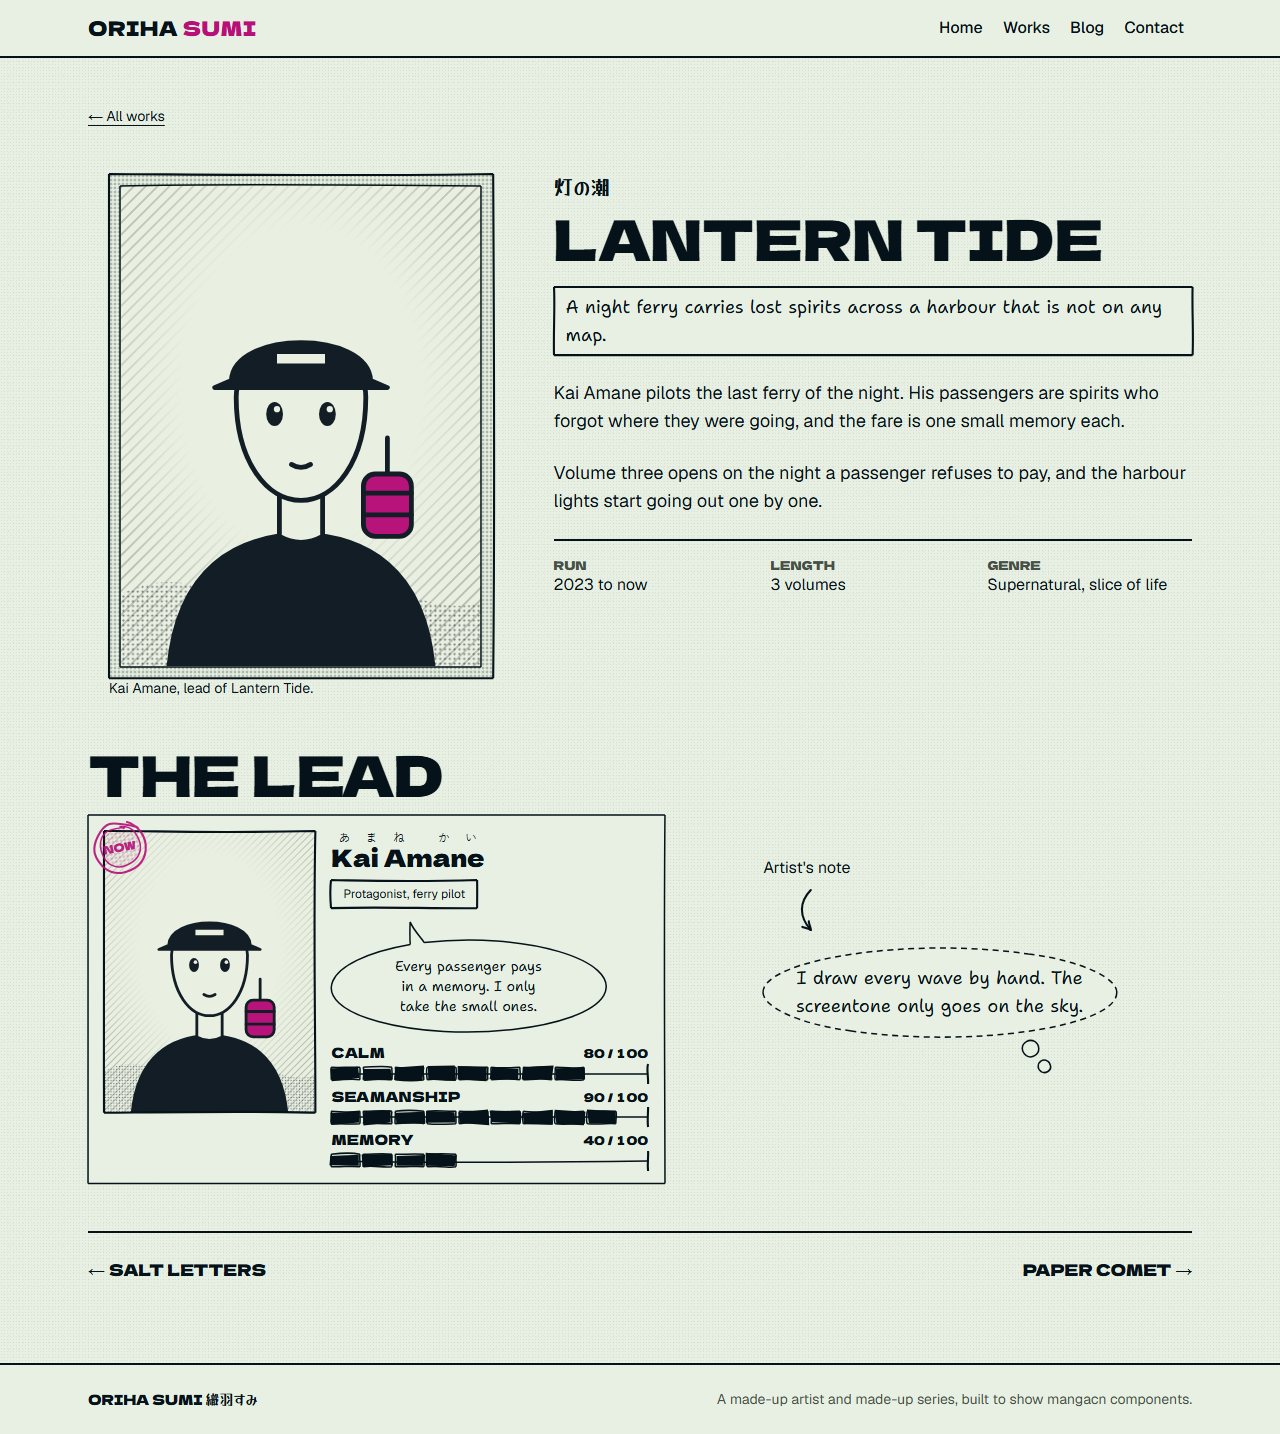 ORIHA SUMI
Home Works Blog Contact
← All works
灯の潮
LANTERN TIDE
A night ferry carries lost spirits across a harbour that is not on any
map.
Kai Amane pilots the last ferry of the night. His passengers are spirits who
forgot where they were going, and the fare is one small memory each.
Volume three opens on the night a passenger refuses to pay, and the harbour
lights start going out one by one.
RUN
2023 to now
LENGTH
3 volumes
GENRE
Supernatural, slice of life
Kai Amane, lead of Lantern Tide.
THE LEAD
NOW
あまね かい
Kai Amane
Protagonist, ferry pilot
Every passenger pays
in a memory. I only
take the small ones.
CALM 80 / 100
SEAMANSHIP 90 / 100
MEMORY 40 / 100
Artist's note
I draw every wave by hand. The
screentone only goes on the sky.
← SALT LETTERS
PAPER COMET →
ORIHA SUMI 織羽すみ
A made-up artist and made-up series, built to show mangacn components.